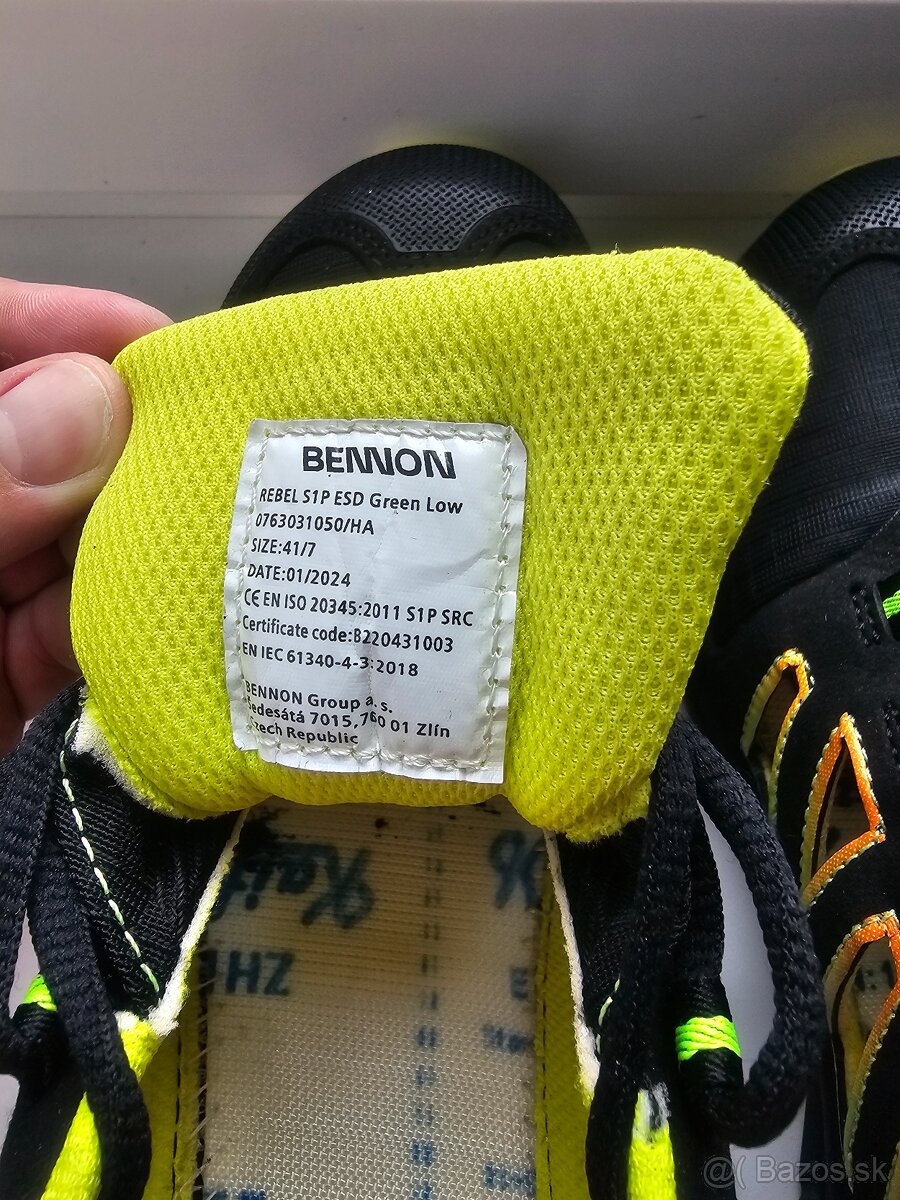 BENNON
REBEL S1P ESD Green Low
0763031050/HA
SIZE:41/7
DATE:01/2024
CE EN ISO 20345:2011 S1P SRC
Certificate code:B220431003
EN IEC 61340-4-3:2018
BENNON Group a.s.
Sedesátá 7015,760 01 Zlín
Czech Republic
ZH
@( Bazos.sk